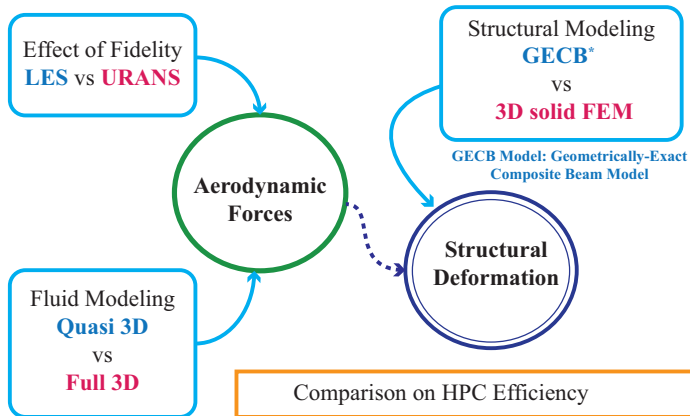 Effect of Fidelity
LES vs URANS
Structural Modeling
GECB*
vs
3D solid FEM
GECB Model: Geometrically-Exact
Composite Beam Model
Aerodynamic
Forces
Structural
Deformation
Fluid Modeling
Quasi 3D
vs
Full 3D
Comparison on HPC Efficiency